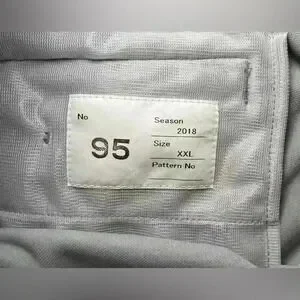 No
95
Season
2018
Size
XXL
Pattern No